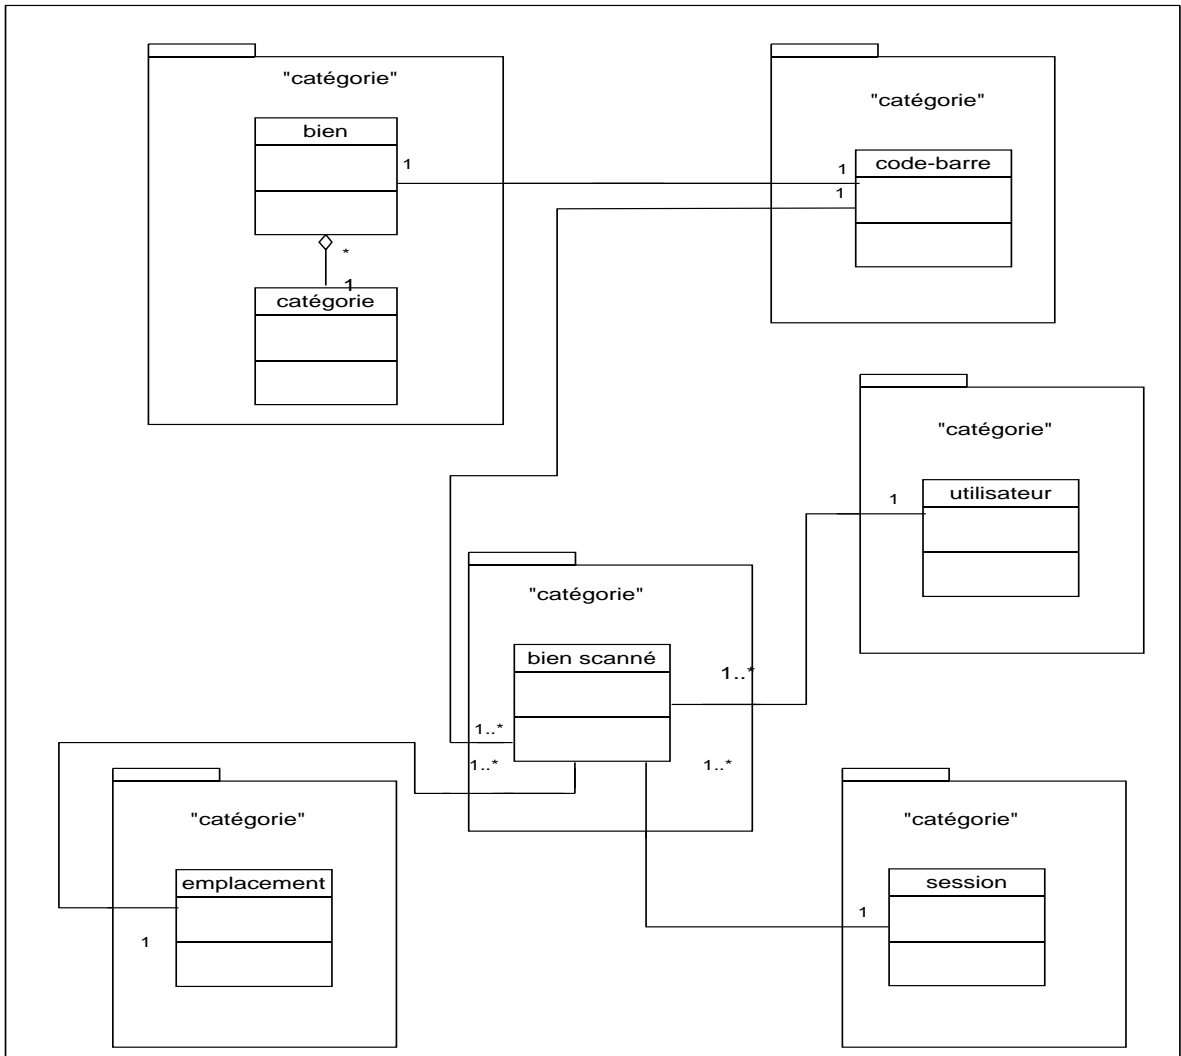 "catégorie"
bien
1
*
1
catégorie
"catégorie"
code-barre
1
1
"catégorie"
utilisateur
1
"catégorie"
bien scanné
1..*
1..*
1..*
1..*
"catégorie"
emplacement
1
"catégorie"
session
1